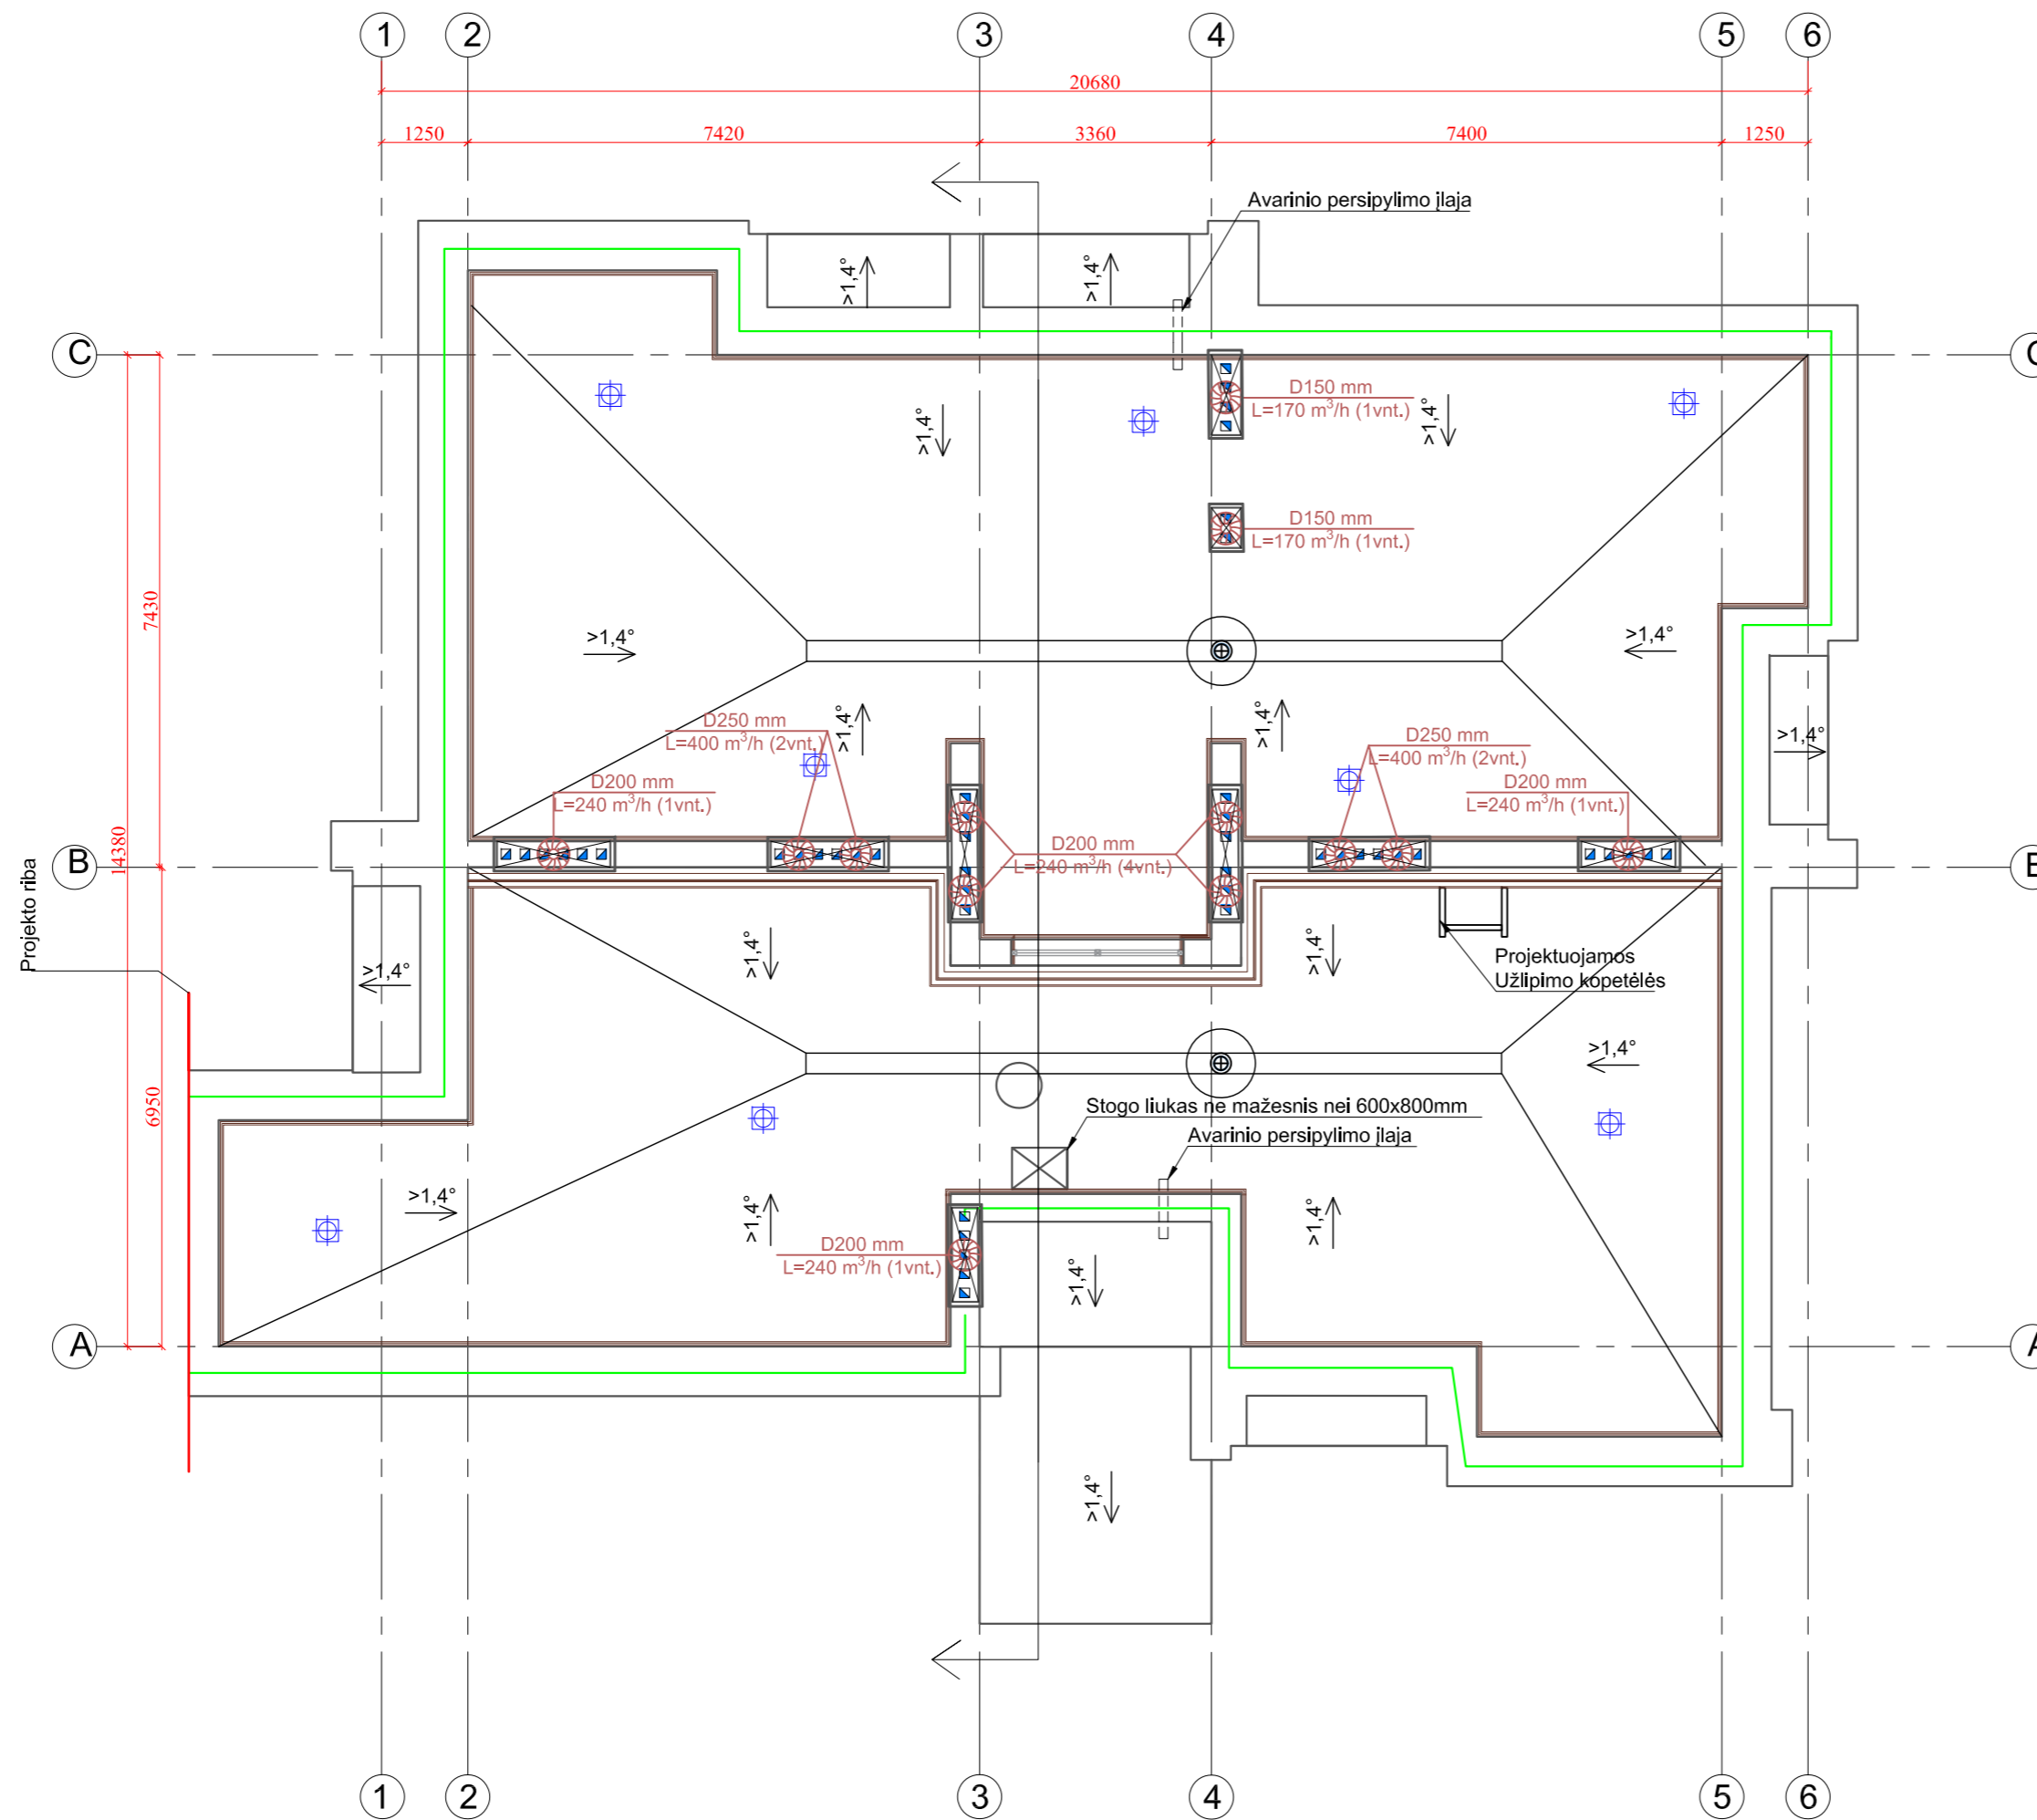 1
2
3
4
5
6
20680
1250
7420
3360
7400
1250
Avarinio persipylimo įlaja
>1,4°
>1,4°
C
C
D150 mm
L=170 m³/h (1vnt.)
>1,4°
>1,4°
D150 mm
L=170 m³/h (1vnt.)
7430
>1,4°
>1,4°
D250 mm
L=400 m³/h (2vnt.)
>1,4°
>1,4°
D250 mm
L=400 m³/h (2vnt.)
>1,4°
D200 mm
L=240 m³/h (1vnt.)
D200 mm
L=240 m³/h (1vnt.)
14380
D200 mm
L=240 m³/h (4vnt.)
B
B
Projekto riba
>1,4°
>1,4°
>1,4°
Projektuojamos
Užlipimo kopetėlės
>1,4°
6950
Stogo liukas ne mažesnis nei 600x800mm
Avarinio persipylimo įlaja
>1,4°
>1,4°
>1,4°
D200 mm
L=240 m³/h (1vnt.)
>1,4°
A
A
>1,4°
1
2
3
4
5
6